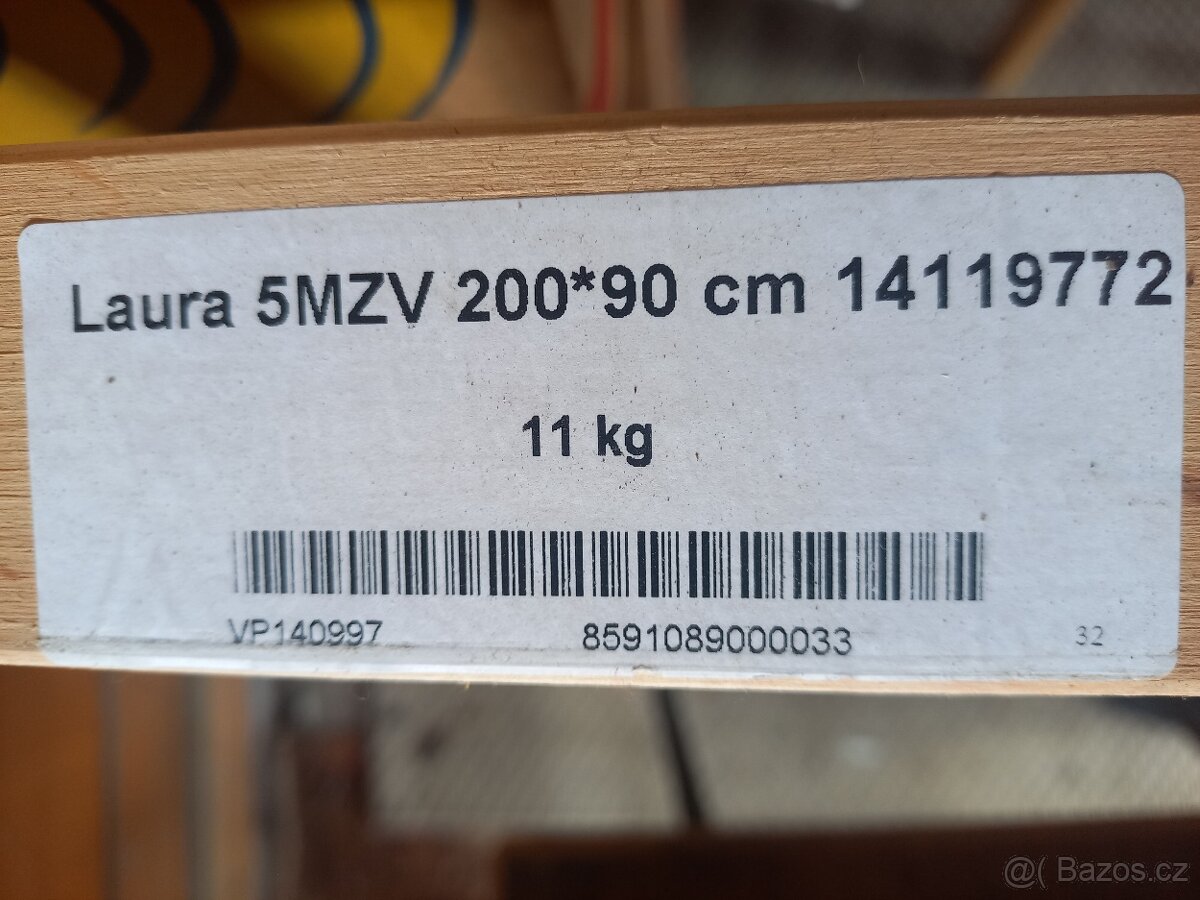 Laura 5MZV 200*90 cm 14119772
11 kg
VP140997 8591089000033 32
@( Bazos.cz